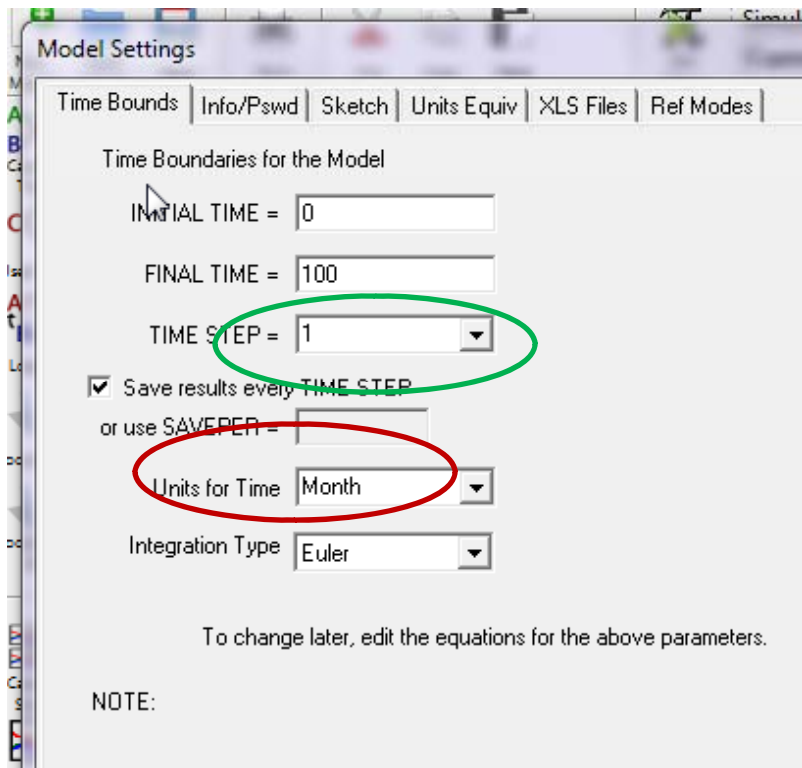 Simul
Model Settings
Time Bounds Info/Pswd Sketch Units Equiv XLS Files Ref Modes
Time Boundaries for the Model
INITIAL TIME = 0
FINAL TIME = 100
TIME STEP = 1
Save results every TIME STEP
or use SAVEPER =
Units for Time Month
Integration Type Euler
To change later, edit the equations for the above parameters.
NOTE: